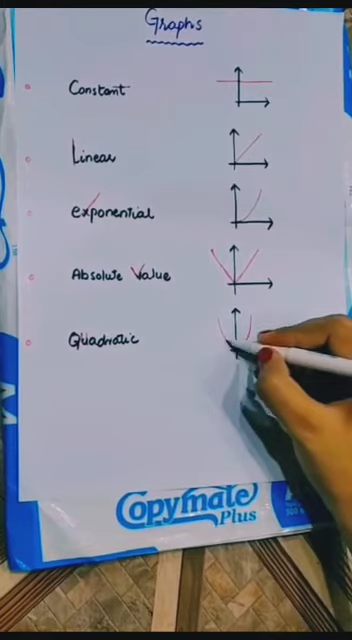 Graphs
Constant
Linear
exponential
Absolute Value
Quadratic
Copymate
Plus